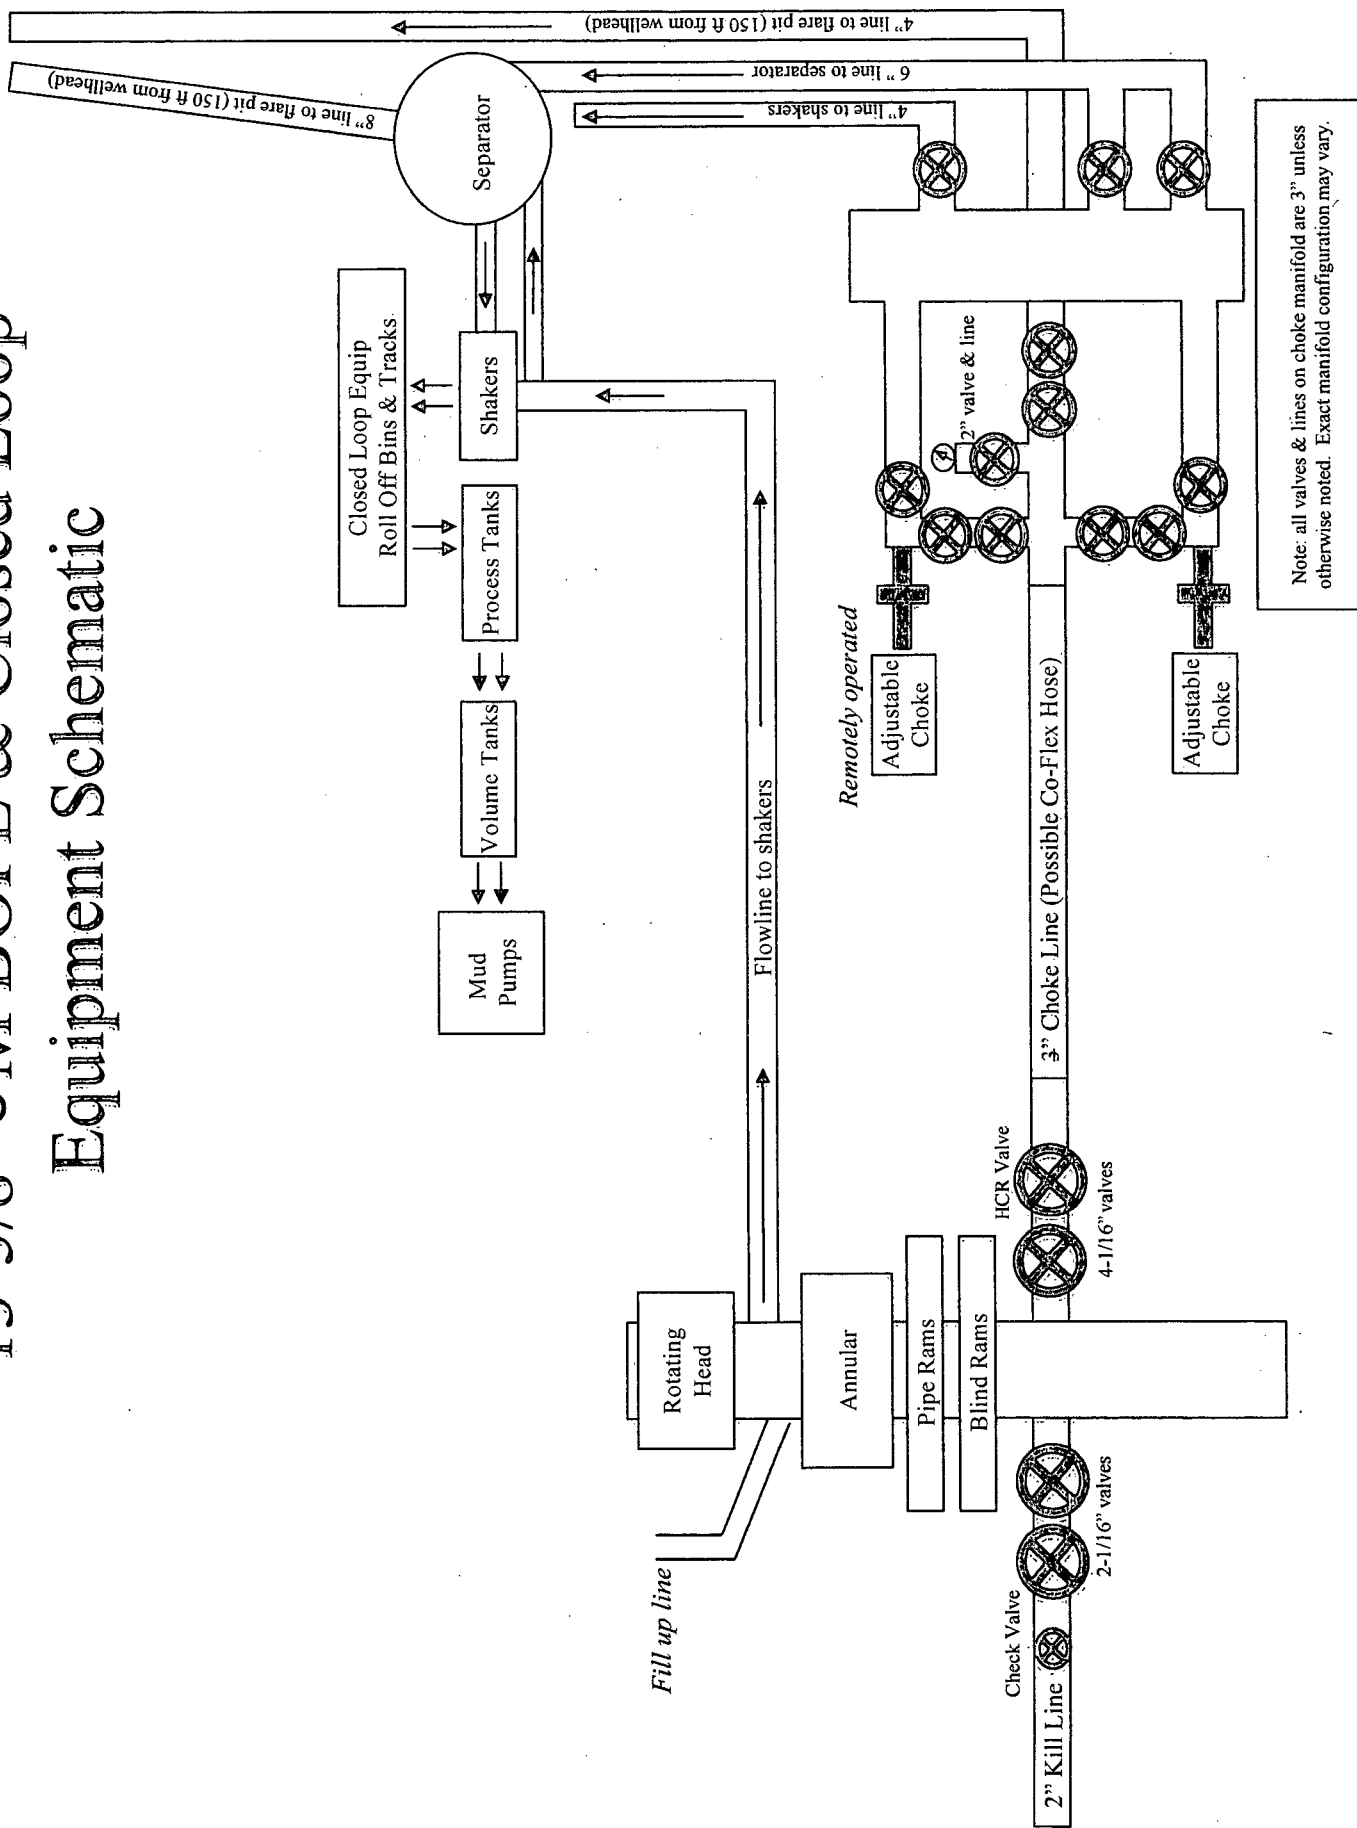 Equipment Schematic
4" line to flare pit (150 ft from wellhead)
8" line to flare pit (150 ft from wellhead)
6" line to separator
4" line to shakers
Separator
Closed Loop Equip
Roll Off Bins & Tracks
Shakers
Process Tanks
Volume Tanks
Mud
Pumps
Flowline to shakers
2" valve & line
Remotely operated
Adjustable
Choke
Adjustable
Choke
3" Choke Line (Possible Co-Flex Hose)
HCR Valve
4-1/16" valves
Rotating
Head
Annular
Pipe Rams
Blind Rams
Fill up line
2-1/16" valves
Check Valve
2" Kill Line
Note: all valves & lines on choke manifold are 3" unless
otherwise noted. Exact manifold configuration may vary.